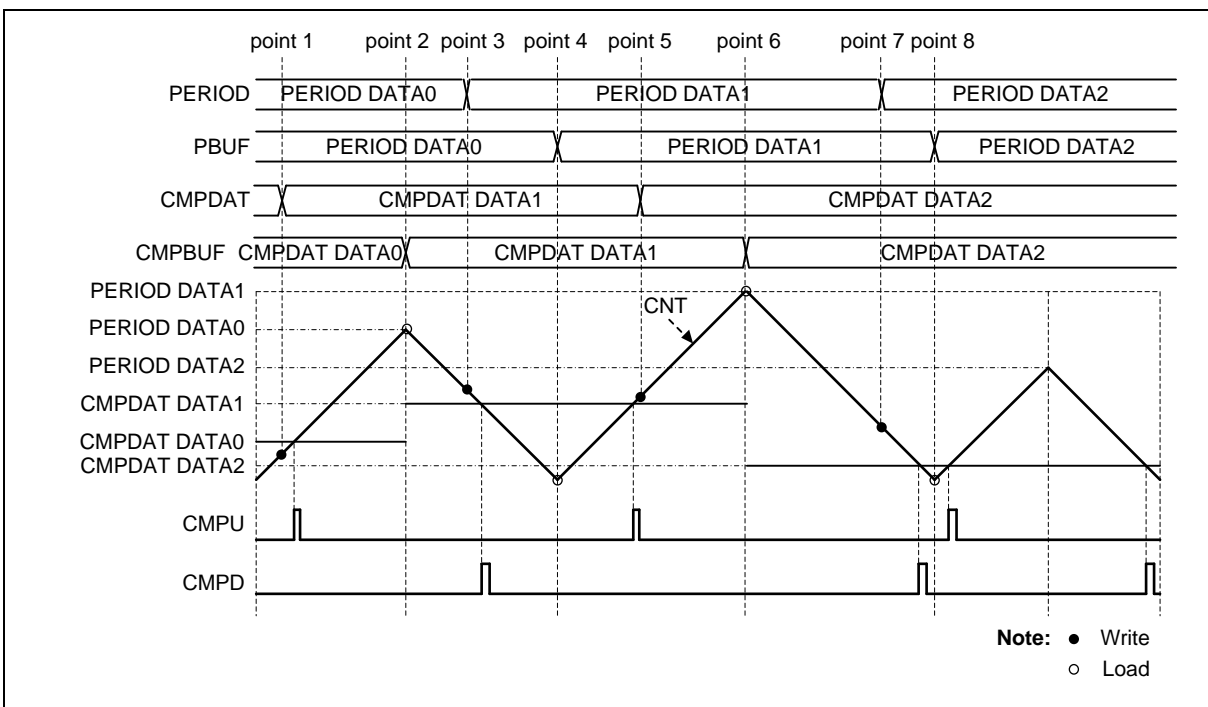 point 1 point 2 point 3 point 4 point 5 point 6 point 7 point 8
PERIOD PERIOD DATA0 PERIOD DATA1 PERIOD DATA2
PBUF PERIOD DATA0 PERIOD DATA1 PERIOD DATA2
CMPDAT CMPDAT DATA1 CMPDAT DATA2
CMPBUF CMPDAT DATA0 CMPDAT DATA1 CMPDAT DATA2
PERIOD DATA1
CNT
PERIOD DATA0
PERIOD DATA2
CMPDAT DATA1
CMPDAT DATA0
CMPDAT DATA2
CMPU
CMPD
Note: Write
Load